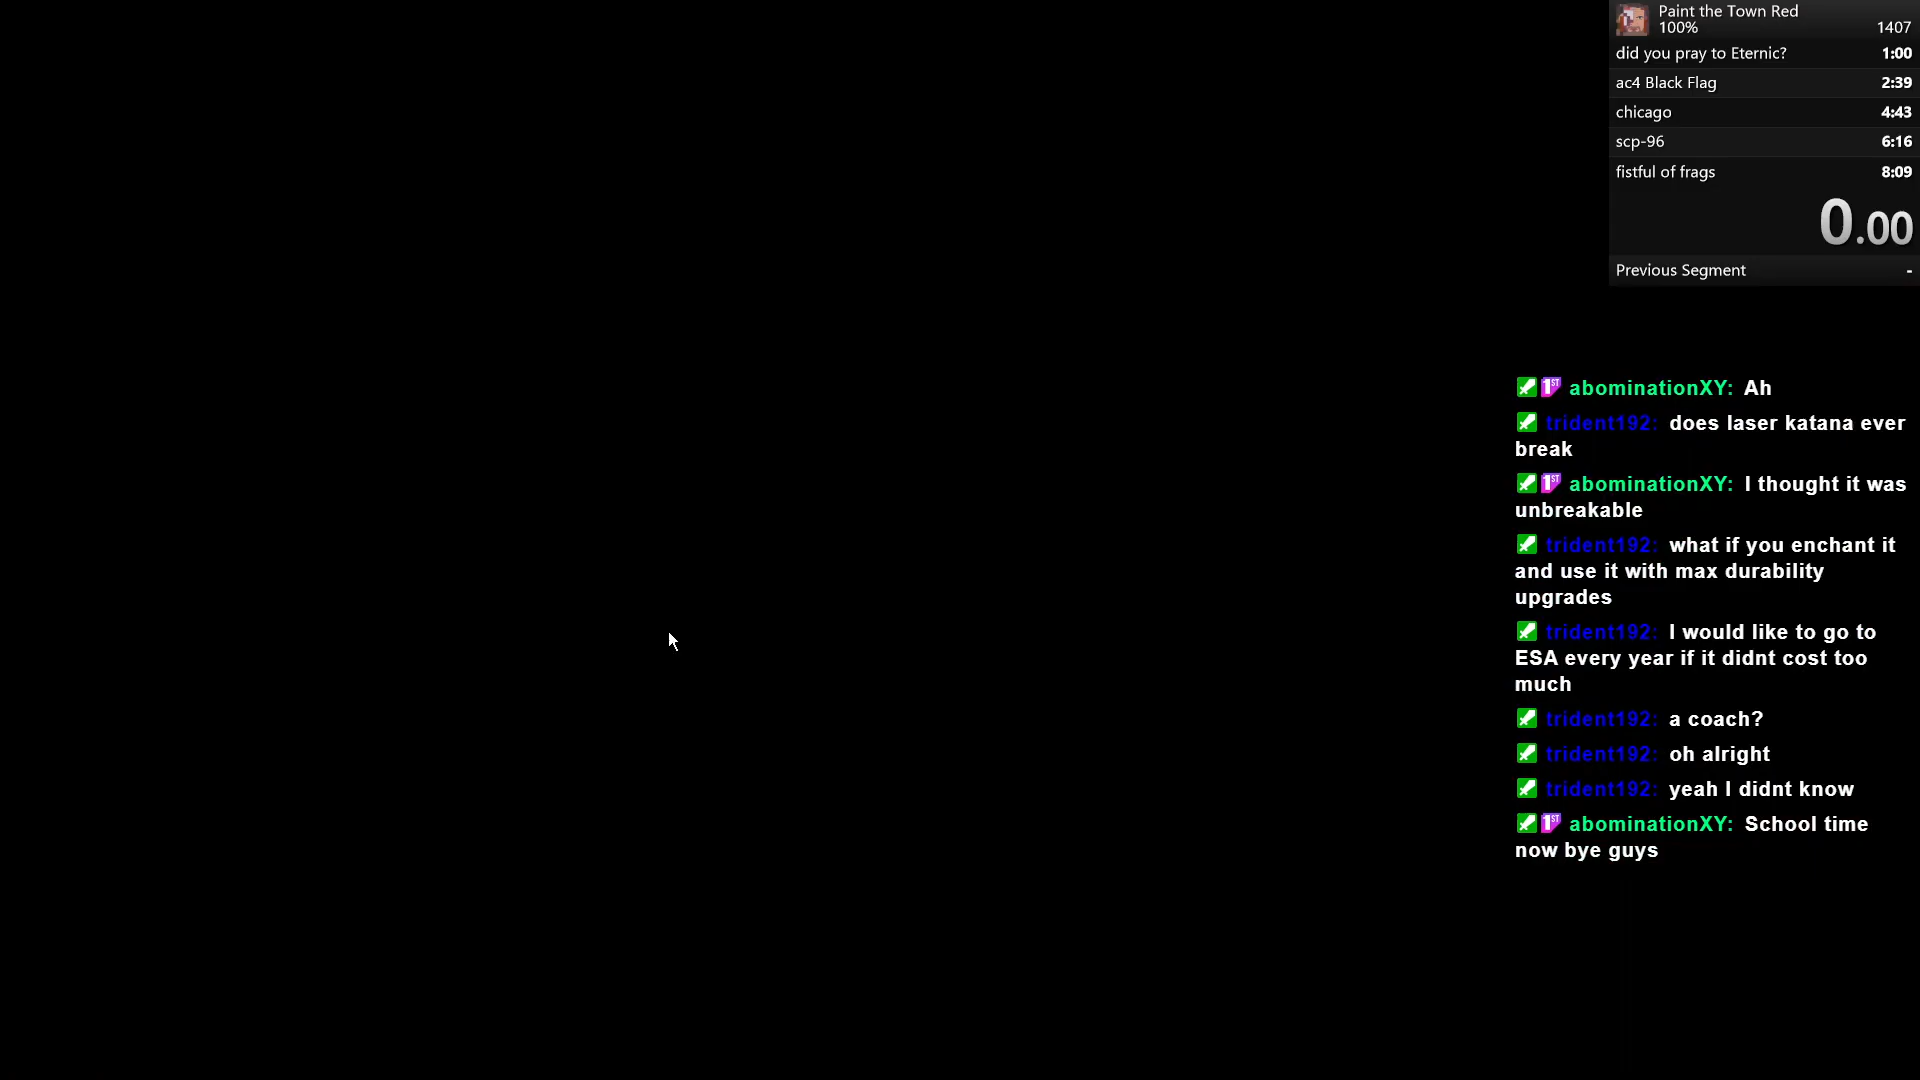 Paint the Town Red
100% 1407
did you pray to Eternic? 1:00
ac4 Black Flag 2:39
chicago 4:43
scp-96 6:16
fistful of frags 8:09
0.00
Previous Segment -
1ST abominationXY: Ah
trident192: does laser katana ever
break
1ST abominationXY: I thought it was
unbreakable
trident192: what if you enchant it
and use it with max durability
upgrades
trident192: I would like to go to
ESA every year if it didnt cost too
much
trident192: a coach?
trident192: oh alright
trident192: yeah I didnt know
1ST abominationXY: School time
now bye guys